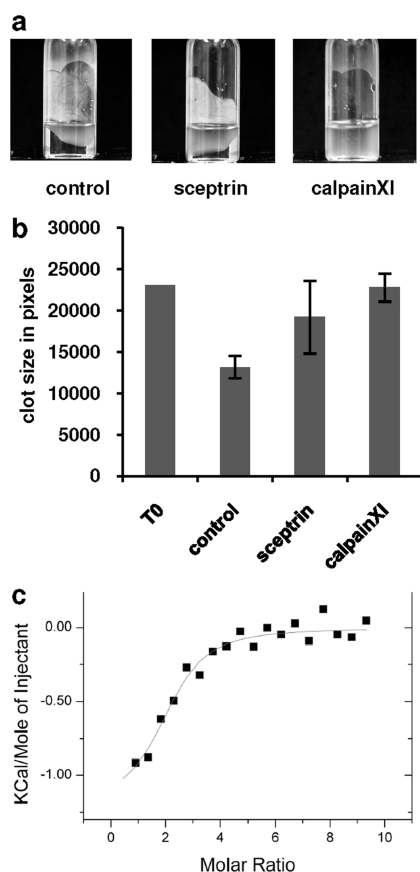 a
control sceptrin calpainXI
b
clot size in pixels
30000
25000
20000
15000
10000
5000
0
T0 control sceptrin calpainXI
c
KCal/Mole of Injectant
0.00
-0.50
-1.00
0 2 4 6 8 10
Molar Ratio